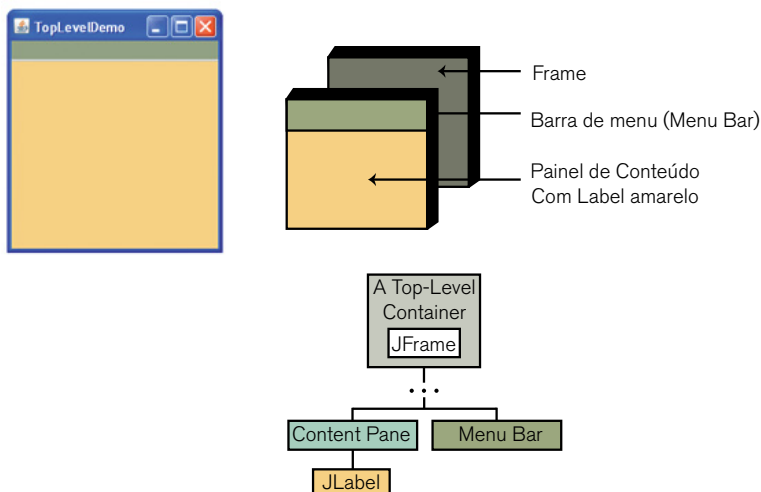 TopLevelDemo
Frame
Barra de menu (Menu Bar)
Painel de Conteúdo
Com Label amarelo
A Top-Level
Container
JFrame
...
Content Pane
Menu Bar
JLabel